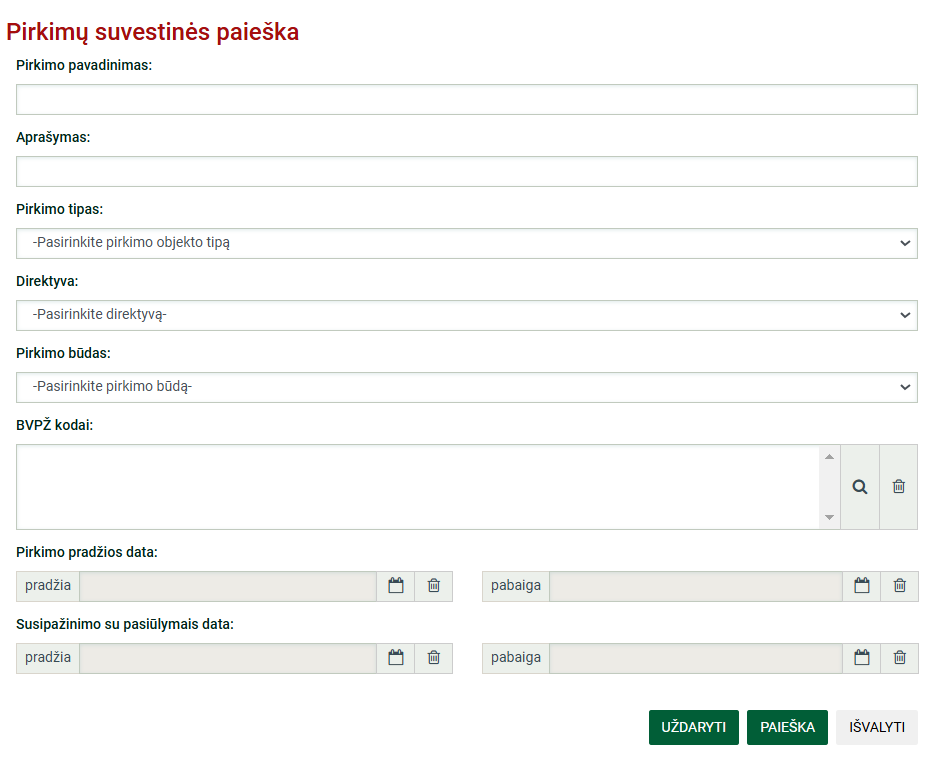 Pirkimų suvestinės paieška
Pirkimo pavadinimas:
Aprašymas:
Pirkimo tipas:
-Pasirinkite pirkimo objekto tipą
Direktyva:
-Pasirinkite direktyvą-
Pirkimo būdas:
-Pasirinkite pirkimo būdą-
BVPŽ kodai:
Pirkimo pradžios data:
pradžia pabaiga
Susipažinimo su pasiūlymais data:
pradžia pabaiga
UŽDARYTI PAIEŠKA IŠVALYTI